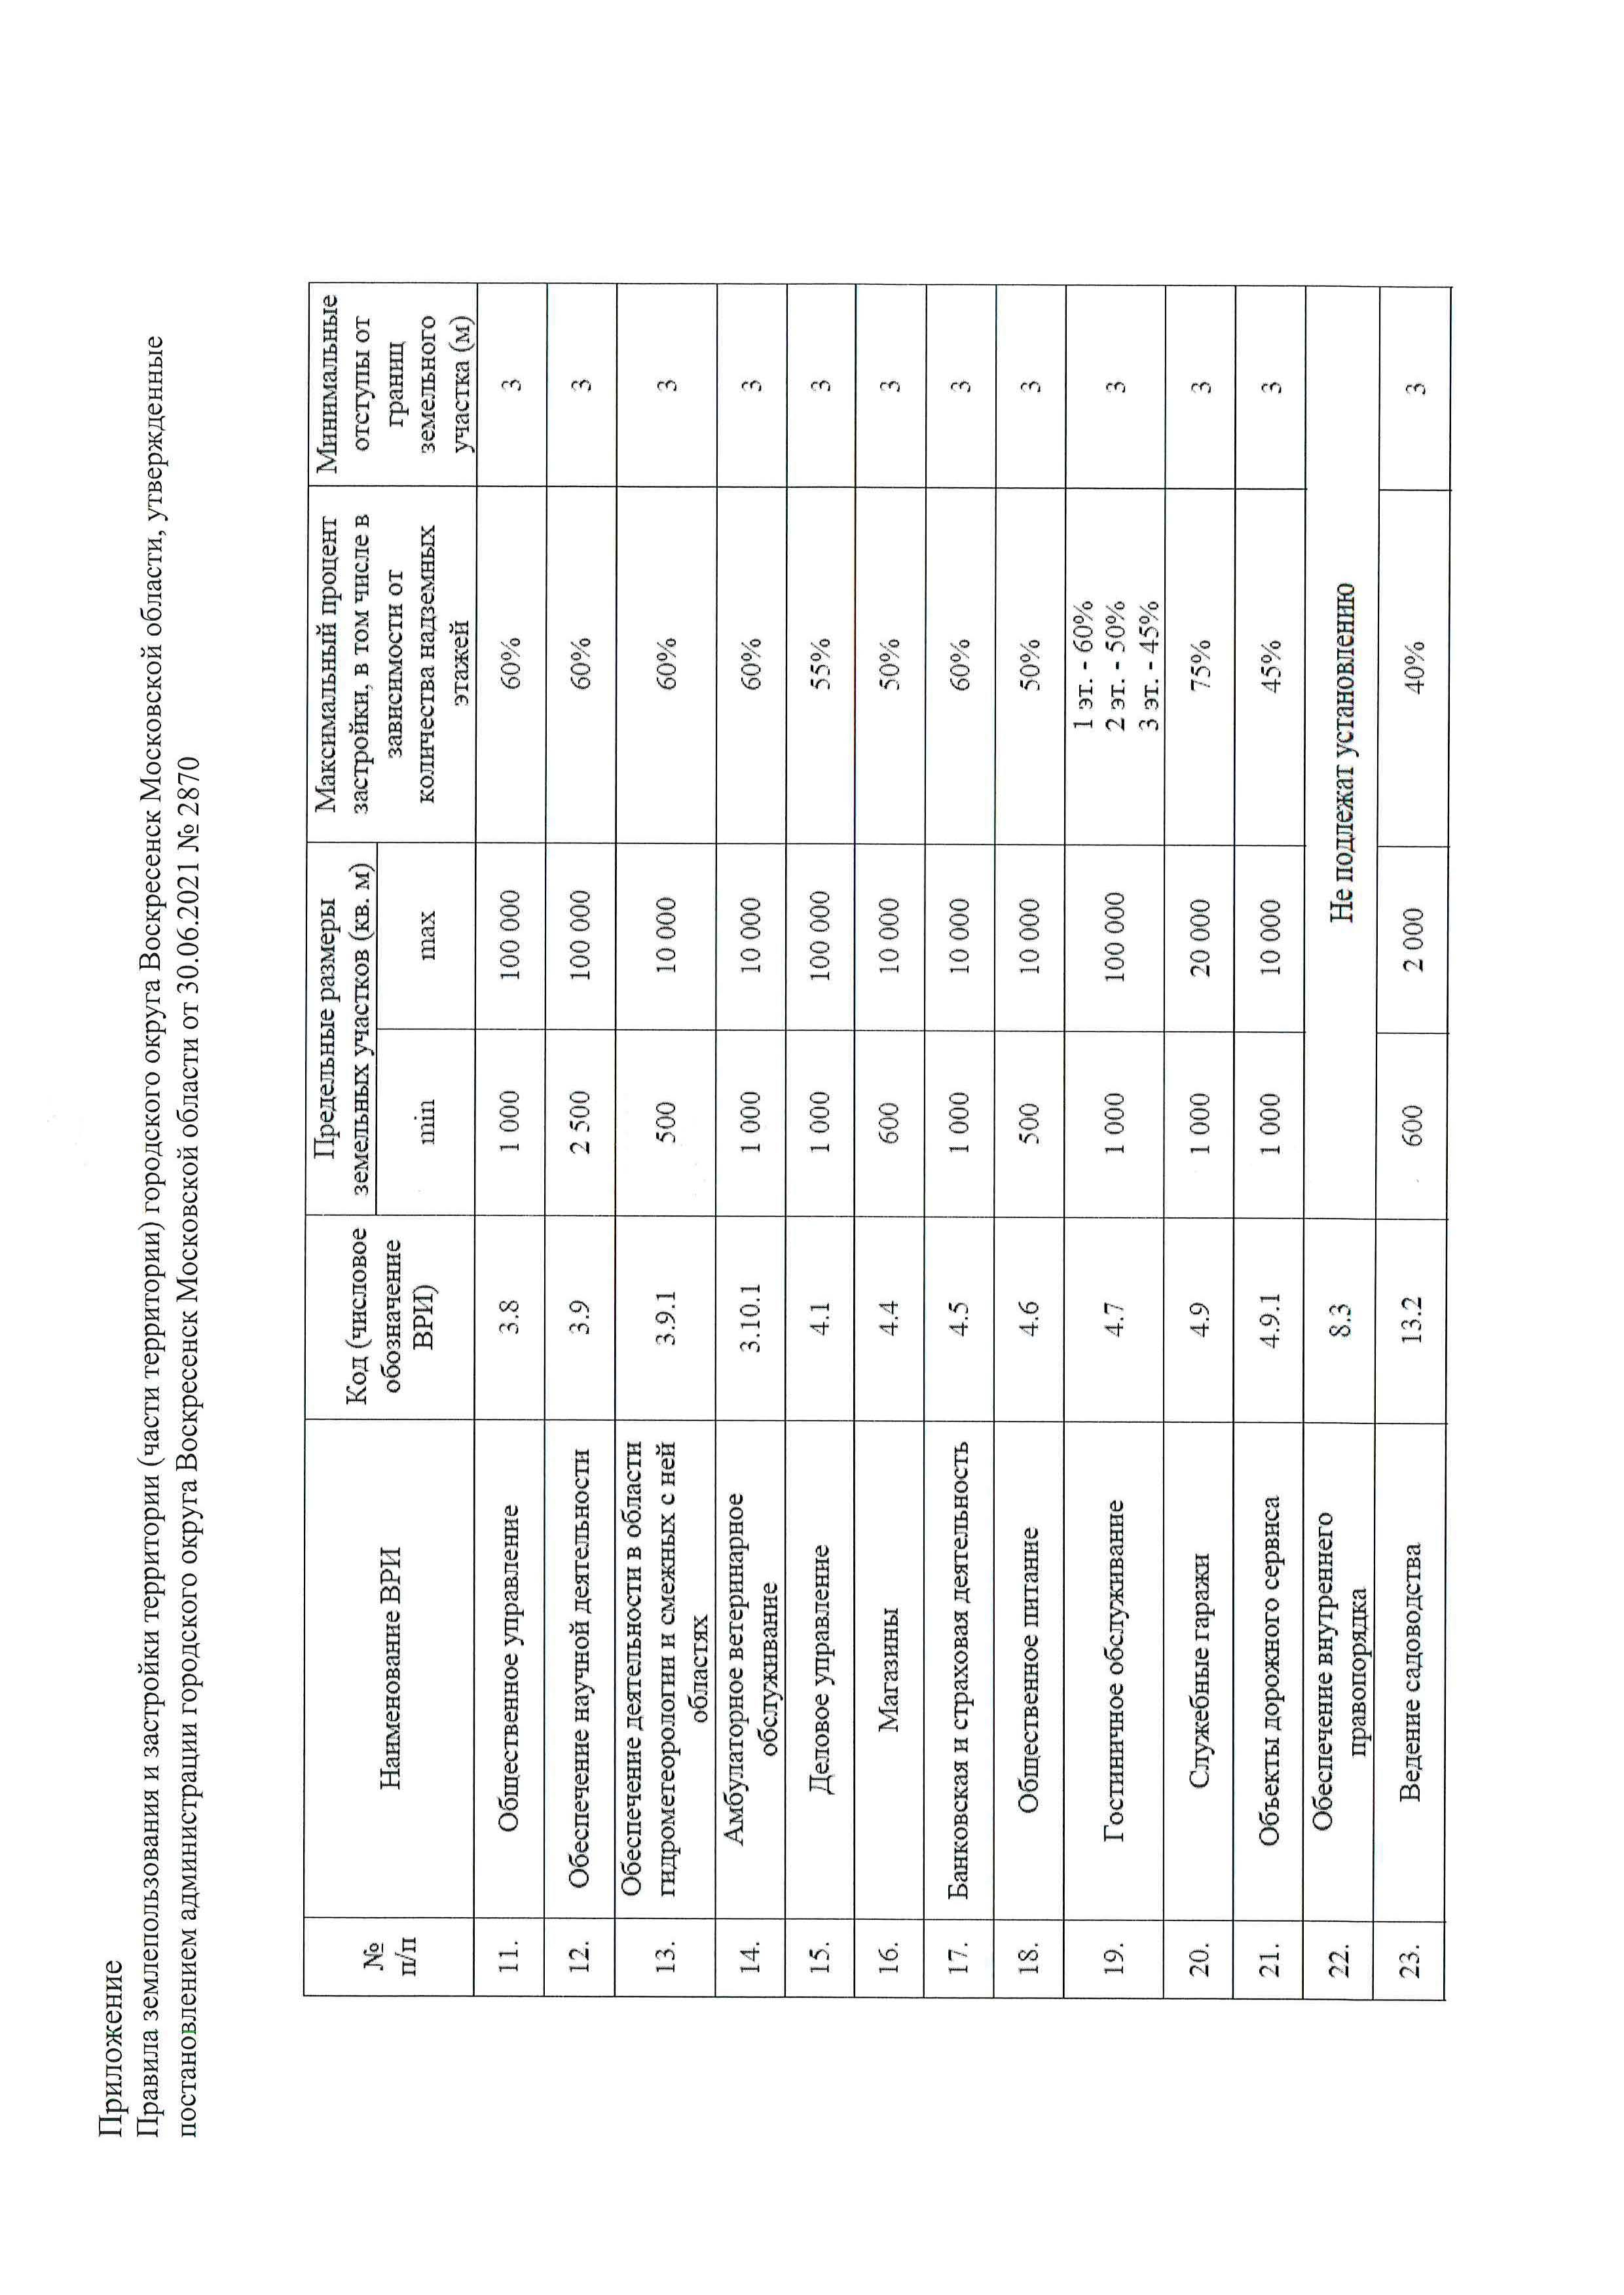 Приложение
Правила землепользования и застройки территории (части территории) городского округа Воскресенск Московской области, утвержденные
постановлением администрации городского округа Воскресенск Московской области от 30.06.2021 № 2870
№
п/п
Наименование ВРИ
Код (числовое
обозначение
ВРИ)
Предельные размеры
земельных участков (кв. м)
min
max
Максимальный процент
застройки, в том числе в
зависимости от
количества надземных
этажей
Минимальные
отступы от
границ
земельного
участка (м)
11. Общественное управление 3.8 1 000 100 000 60% 3
12. Обеспечение научной деятельности 3.9 2 500 100 000 60% 3
13. Обеспечение деятельности в области
гидрометеорологии и смежных с ней
областях
3.9.1 500 10 000 60% 3
14. Амбулаторное ветеринарное
обслуживание
3.10.1 1 000 10 000 60% 3
15. Деловое управление 4.1 1 000 100 000 55% 3
16. Магазины 4.4 600 10 000 50% 3
17. Банковская и страховая деятельность 4.5 1 000 10 000 60% 3
18. Общественное питание 4.6 500 10 000 50% 3
19. Гостиничное обслуживание 4.7 1 000 100 000
1 эт. - 60%
2 эт. - 50%
3 эт. - 45%
3
20. Служебные гаражи 4.9 1 000 20 000 75% 3
21. Объекты дорожного сервиса 4.9.1 1 000 10 000 45% 3
22. Обеспечение внутреннего
правопорядка
8.3 Не подлежат установлению
23. Ведение садоводства 13.2 600 2 000 40% 3